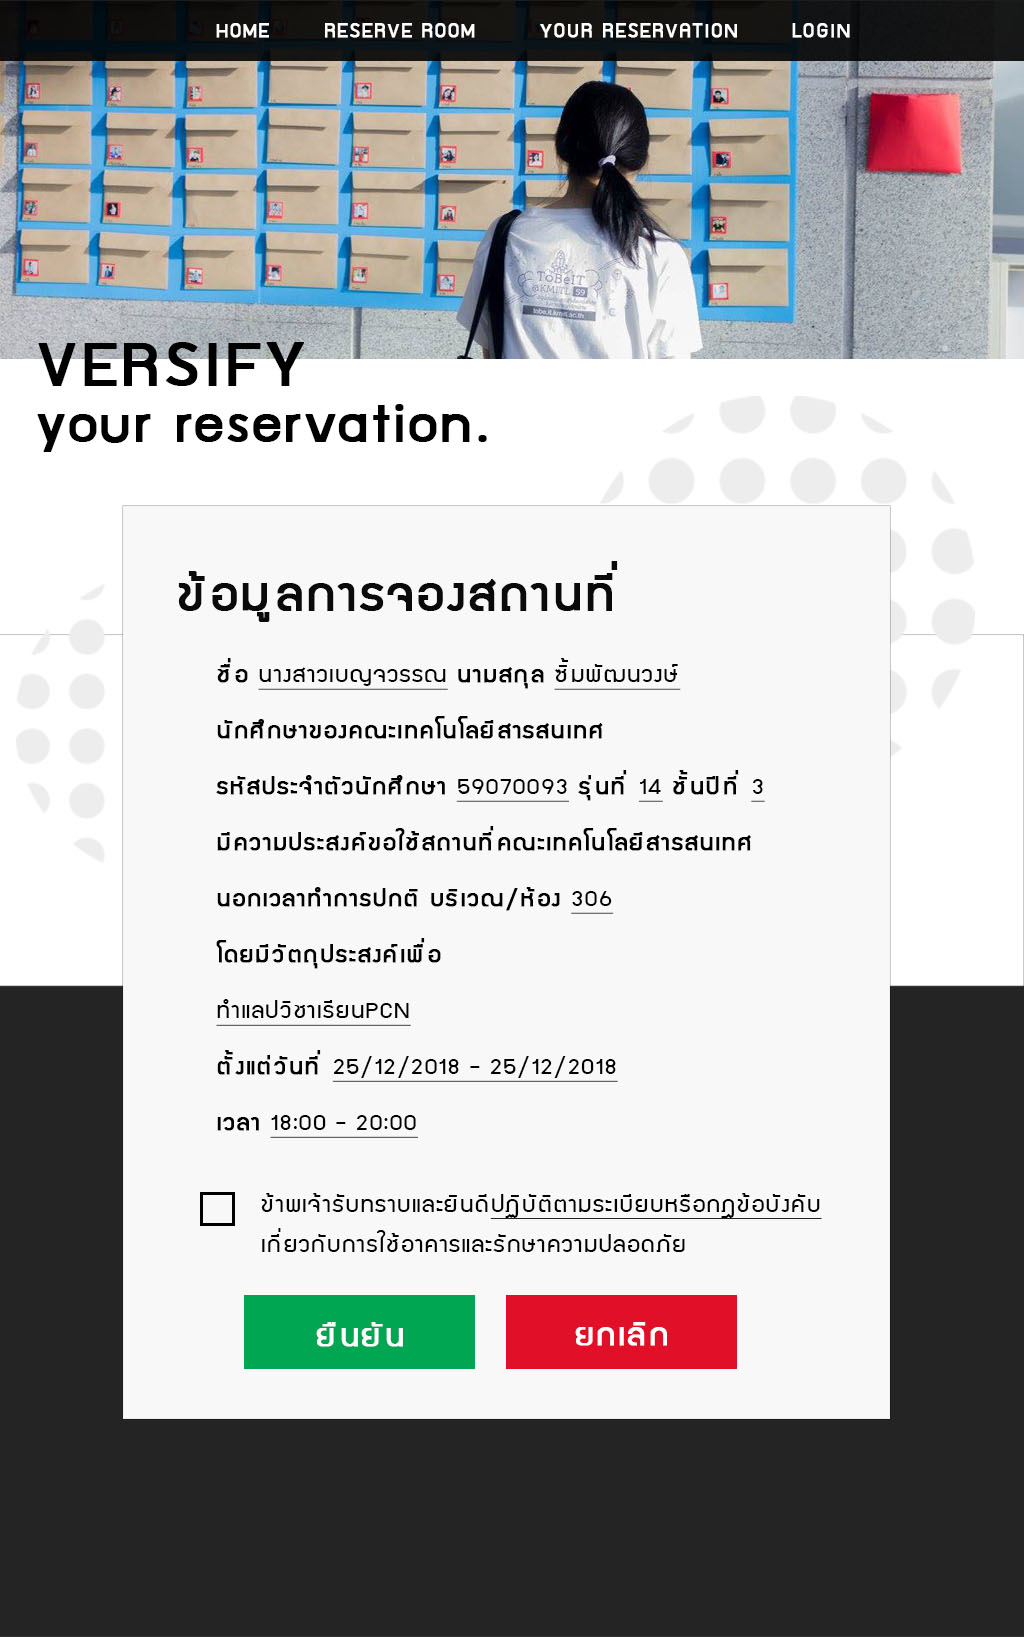 HOME RESERVE ROOM YOUR RESERVATION LOGIN
ToBeIT
@KMITL 59
tobe.it.kmitl.ac.th
VERSIFY
your reservation.
ข้อมูลการจองสถานที่
ชื่อ นางสาวเบญจวรรณ นามสกุล ซิ้มพัฒนวงษ์
นักศึกษาของคณะเทคโนโลยีสารสนเทศ
รหัสประจำตัวนักศึกษา 59070093 รุ่นที่ 14 ชั้นปีที่ 3
มีความประสงค์ขอใช้สถานที่คณะเทคโนโลยีสารสนเทศ
นอกเวลาทำการปกติ บริเวณ/ห้อง 306
โดยมีวัตถุประสงค์เพื่อ
ทำแลปวิชาเรียนPCN
ตั้งแต่วันที่ 25/12/2018 - 25/12/2018
เวลา 18:00 - 20:00
ข้าพเจ้ารับทราบและยินดีปฏิบัติตามระเบียบหรือกฎข้อบังคับ
เกี่ยวกับการใช้อาคารและรักษาความปลอดภัย
ยืนยัน ยกเลิก